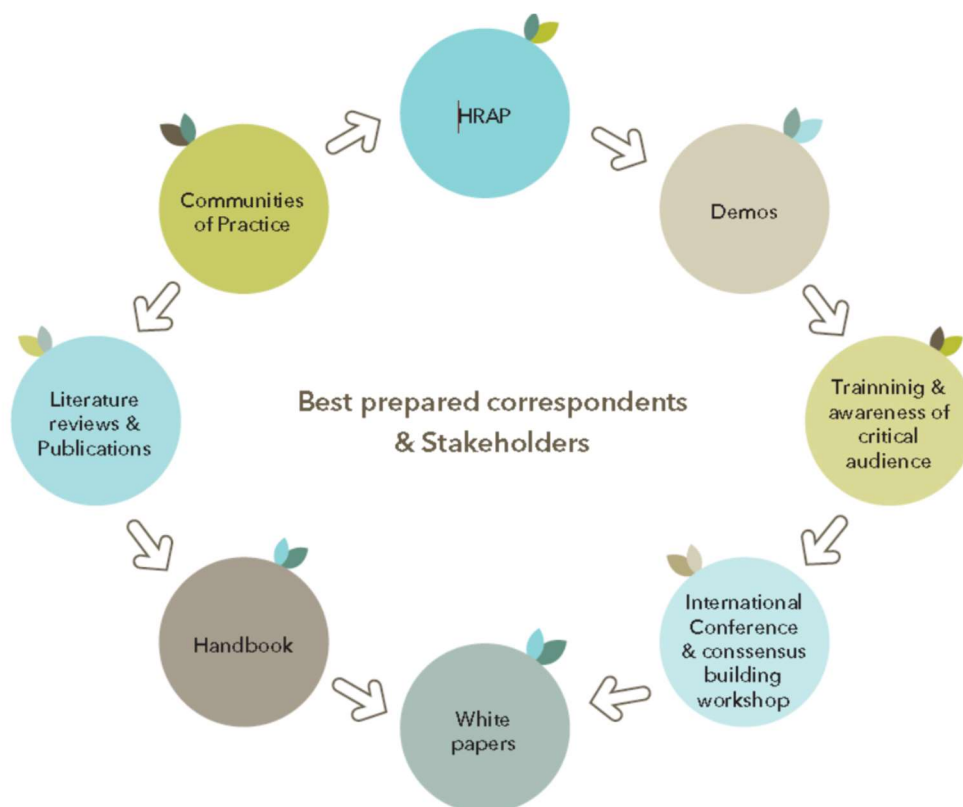 HRAP
Communities
of Practice
Demos
Literature
reviews &
Publications
Best prepared correspondents
& Stakeholders
Trainninig &
awareness of
critical
audience
Handbook
International
Conference
& conssensus
building
workshop
White
papers